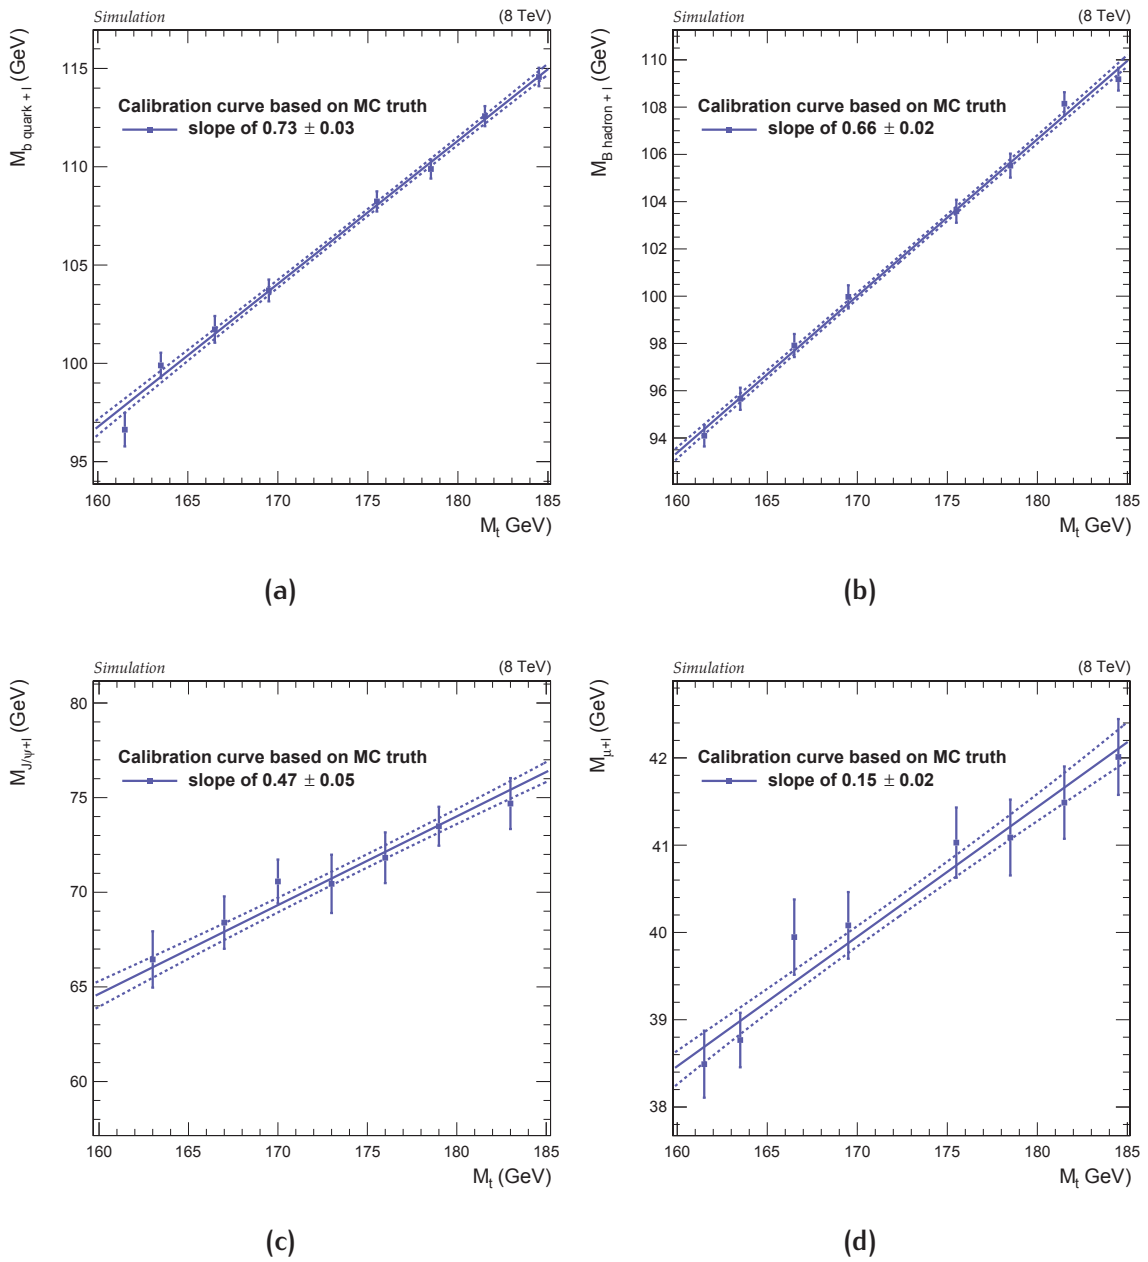 Simulation (8 TeV)
M_b quark + l (GeV)
Calibration curve based on MC truth
slope of 0.73 ± 0.03
115
110
105
100
95
160 165 170 175 180 185
M_t GeV)
(a)
Simulation (8 TeV)
M_B hadron + l (GeV)
Calibration curve based on MC truth
slope of 0.66 ± 0.02
110
108
106
104
102
100
98
96
94
160 165 170 175 180 185
M_t GeV)
(b)
Simulation (8 TeV)
M_J/ψ+l (GeV)
Calibration curve based on MC truth
slope of 0.47 ± 0.05
80
75
70
65
60
160 165 170 175 180 185
M_t (GeV)
(c)
Simulation (8 TeV)
M_μ+l (GeV)
Calibration curve based on MC truth
slope of 0.15 ± 0.02
42
41
40
39
38
160 165 170 175 180 185
M_t GeV)
(d)